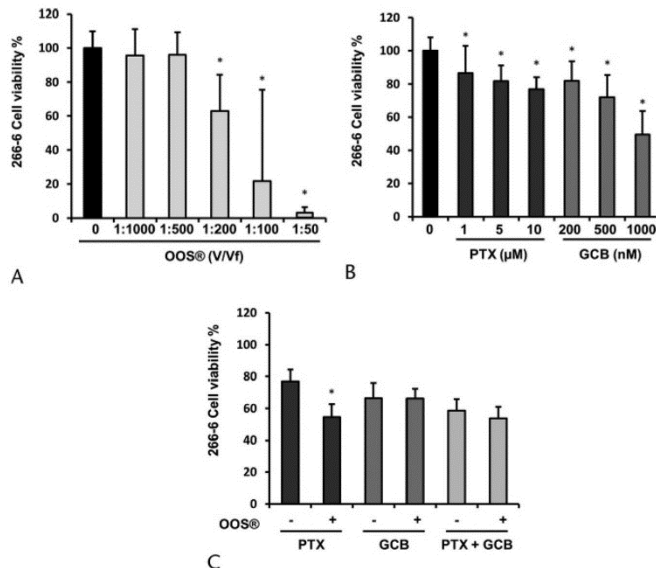 266-6 Cell viability %
120
100
80
60
40
20
0
* * *
0 1:1000 1:500 1:200 1:100 1:50
OOS® (V/Vf)
A
266-6 Cell viability %
120
100
80
60
40
20
0
* * * * * *
0 1 5 10 200 500 1000
PTX (µM) GCB (nM)
B
266-6 Cell viability %
120
100
80
60
40
20
0
*
OOS® - + - + - +
PTX GCB PTX + GCB
C